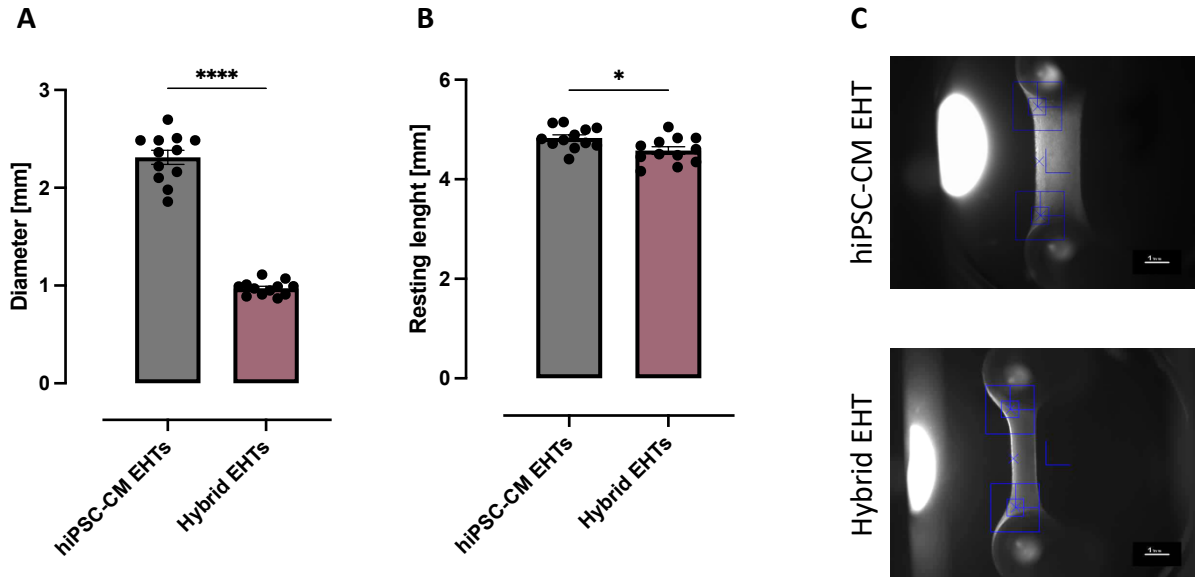 A
B
C
****
*
3
2
1
0
Diameter [mm]
hiPSC-CM EHTs
Hybrid EHTs
6
4
2
0
Resting lenght [mm]
hiPSC-CM EHTs
Hybrid EHTs
hiPSC-CM EHT
Hybrid EHT